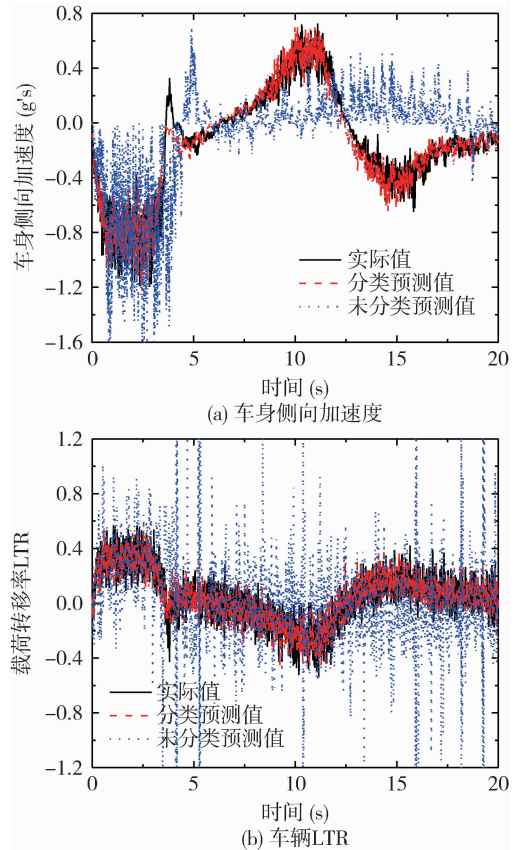 0.8
0.4
0.0
-0.4
-0.8
-1.2
-1.6
车身侧向加速度 (g's)
实际值
分类预测值
未分类预测值
0 5 10 15 20
时间 (s)
(a) 车身侧向加速度
1.2
0.8
0.4
0.0
-0.4
-0.8
-1.2
载荷转移率LTR
实际值
分类预测值
未分类预测值
0 5 10 15 20
时间 (s)
(b) 车辆LTR